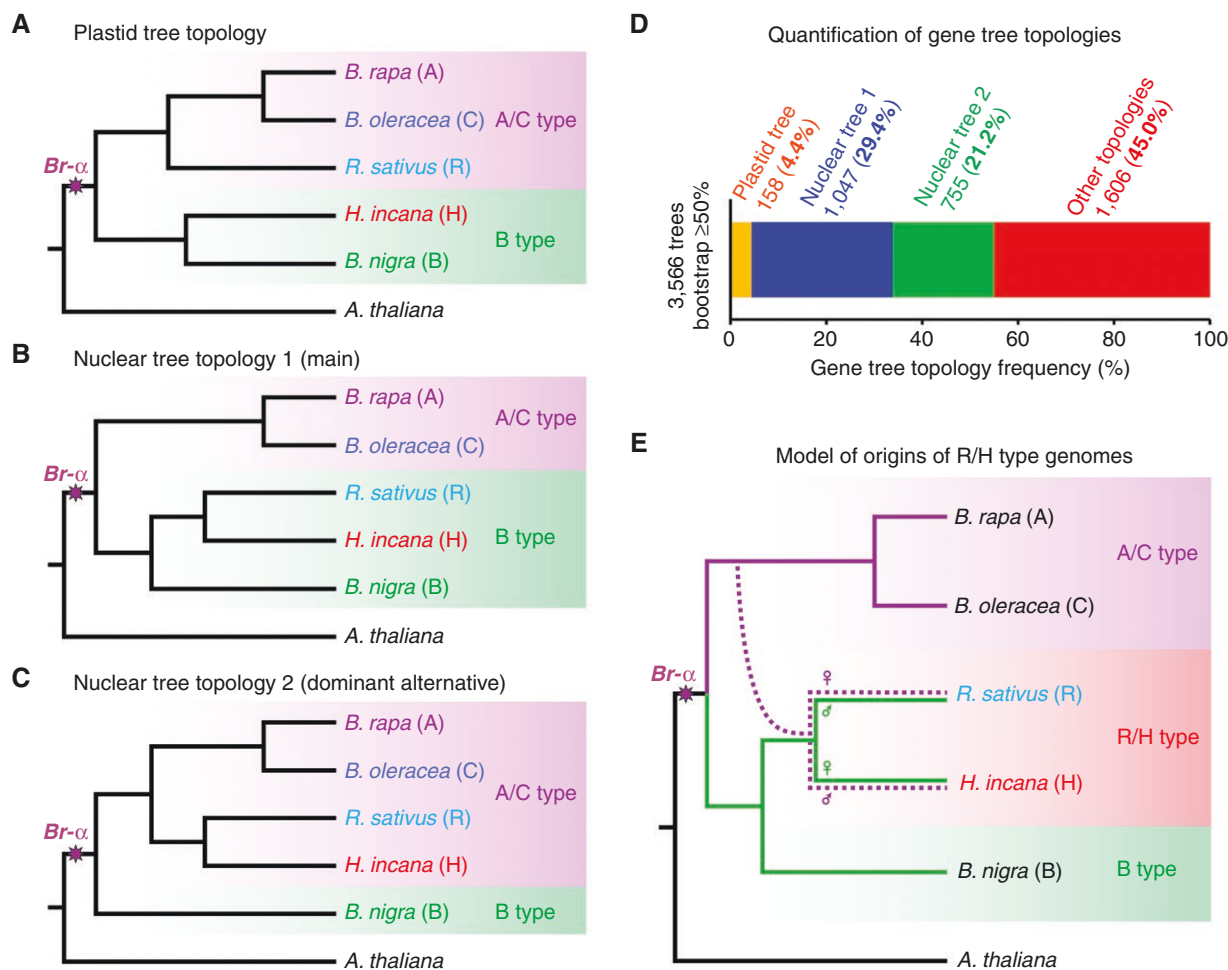 A
Plastid tree topology
B. rapa (A)
B. oleracea (C)
A/C type
R. sativus (R)
Br-α
H. incana (H)
B type
B. nigra (B)
A. thaliana
B
Nuclear tree topology 1 (main)
B. rapa (A)
A/C type
B. oleracea (C)
Br-α
R. sativus (R)
H. incana (H)
B type
B. nigra (B)
A. thaliana
C
Nuclear tree topology 2 (dominant alternative)
B. rapa (A)
B. oleracea (C)
A/C type
R. sativus (R)
Br-α
H. incana (H)
B. nigra (B)
B type
A. thaliana
D
Quantification of gene tree topologies
Plastid tree
158 (4.4%)
Nuclear tree 1
1,047 (29.4%)
Nuclear tree 2
755 (21.2%)
Other topologies
1,606 (45.0%)
3,566 trees
bootstrap ≥50%
0 20 40 60 80 100
Gene tree topology frequency (%)
E
Model of origins of R/H type genomes
B. rapa (A)
A/C type
B. oleracea (C)
Br-α
♀
R. sativus (R)
♂
R/H type
♀
H. incana (H)
♂
B. nigra (B)
B type
A. thaliana